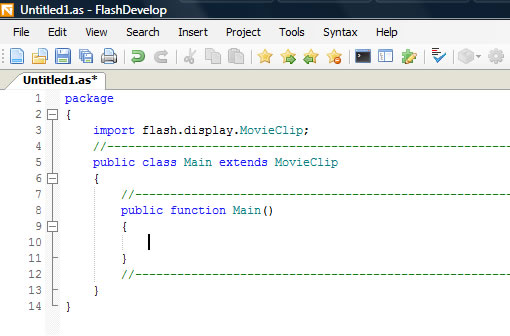 Untitled1.as - FlashDevelop
File Edit View Search Insert Project Tools Syntax Help
Untitled1.as*
1 package
2 {
3 import flash.display.MovieClip;
4 //--------------------------------------------------
5 public class Main extends MovieClip
6 {
7 //--------------------------------------------------
8 public function Main()
9 {
10
11 }
12 //--------------------------------------------------
13 }
14 }